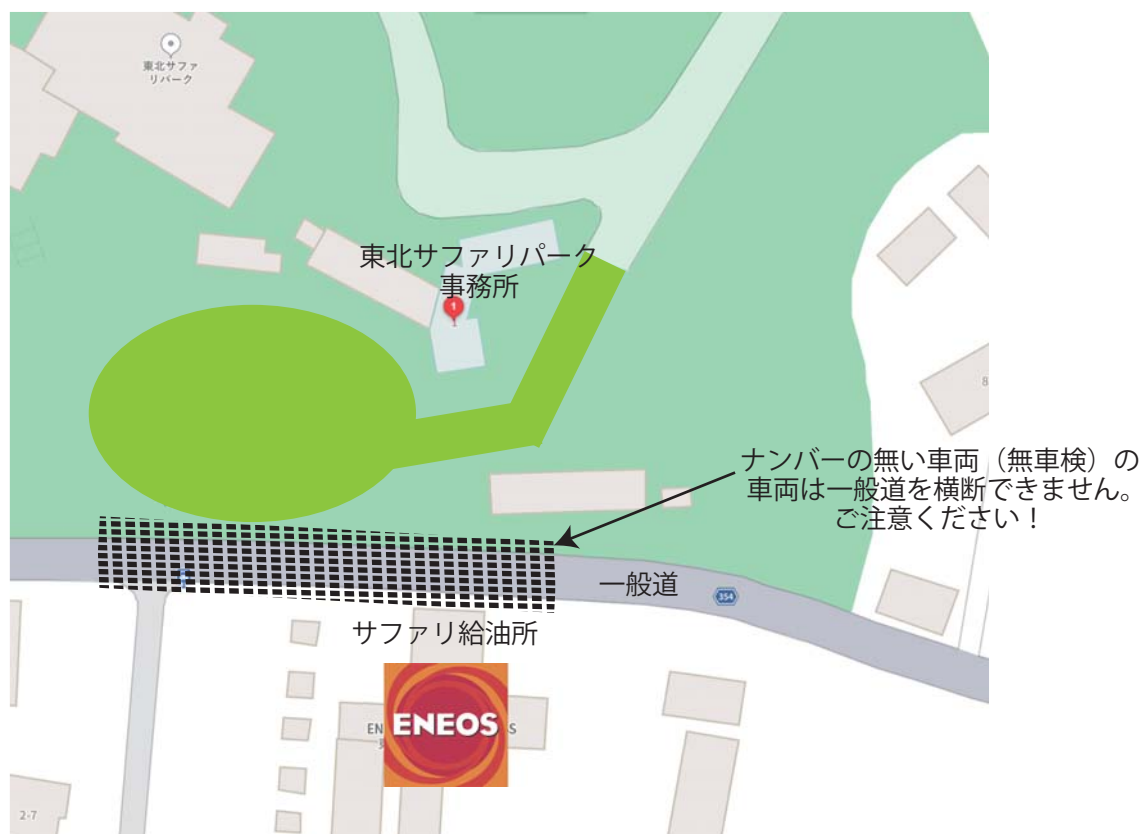 東北サファ
リパーク
東北サファリパーク
事務所
1
8
ナンバーの無い車両（無車検）の
車両は一般道を横断できません。
ご注意ください！
一般道
354
サファリ給油所
EN
ENEOS
S
2-7